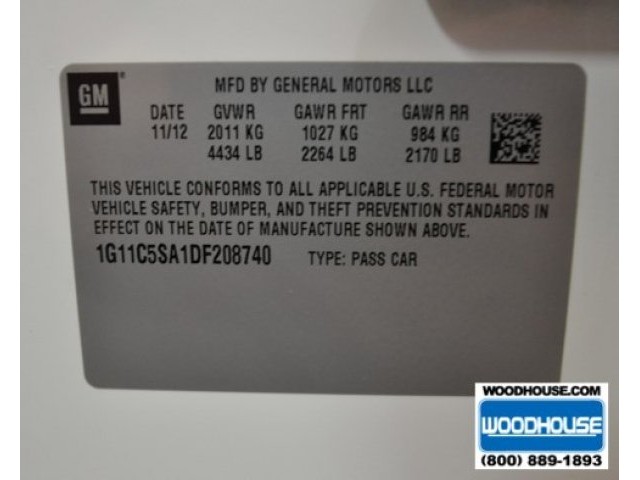 GM
MFD BY GENERAL MOTORS LLC
DATE GVWR GAWR FRT GAWR RR
11/12 2011 KG 1027 KG 984 KG
4434 LB 2264 LB 2170 LB
THIS VEHICLE CONFORMS TO ALL APPLICABLE U.S. FEDERAL MOTOR
VEHICLE SAFETY, BUMPER, AND THEFT PREVENTION STANDARDS IN
EFFECT ON THE DATE OF MANUFACTURE SHOWN ABOVE.
1G11C5SA1DF208740 TYPE: PASS CAR
WOODHOUSE.COM
WOODHOUSE
(800) 889-1893